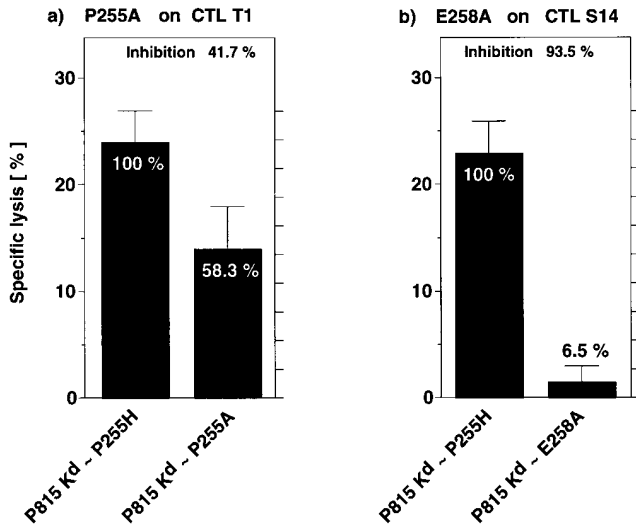 a) P255A on CTL T1
Inhibition 41.7 %
Specific lysis [ % ]
30
20
10
0
100 %
58.3 %
P815 Kd ~ P255H
P815 Kd ~ P255A
b) E258A on CTL S14
Inhibition 93.5 %
30
20
10
0
100 %
6.5 %
P815 Kd ~ P255H
P815 Kd ~ E258A